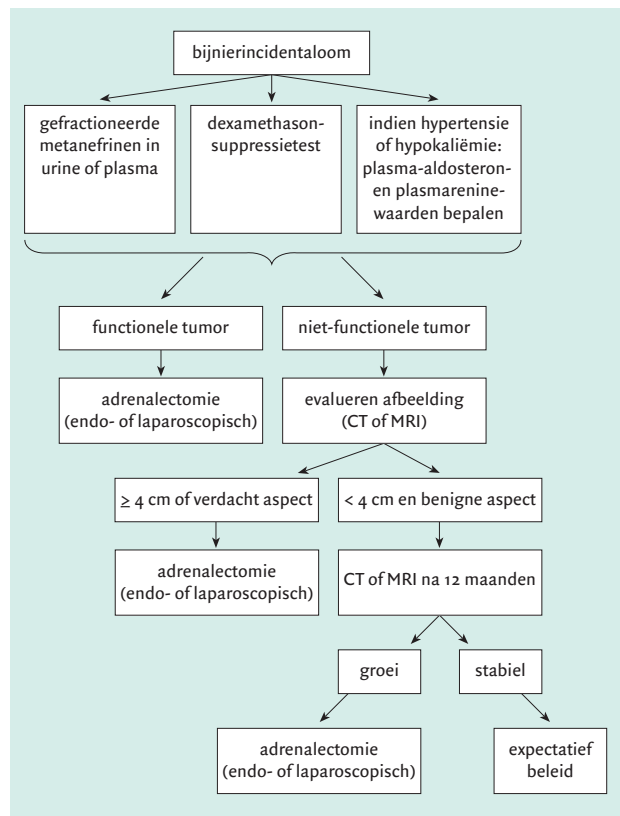 bijnierincidentaloom
gefractioneerde
metanefrinen in
urine of plasma
dexamethason-
suppressietest
indien hypertensie
of hypokaliëmie:
plasma-aldosteron-
en plasmarenine-
waarden bepalen
functionele tumor
niet-functionele tumor
adrenalectomie
(endo- of laparoscopisch)
evalueren afbeelding
(CT of MRI)
≥ 4 cm of verdacht aspect
< 4 cm en benigne aspect
adrenalectomie
(endo- of laparoscopisch)
CT of MRI na 12 maanden
groei
stabiel
adrenalectomie
(endo- of laparoscopisch)
expectatief
beleid